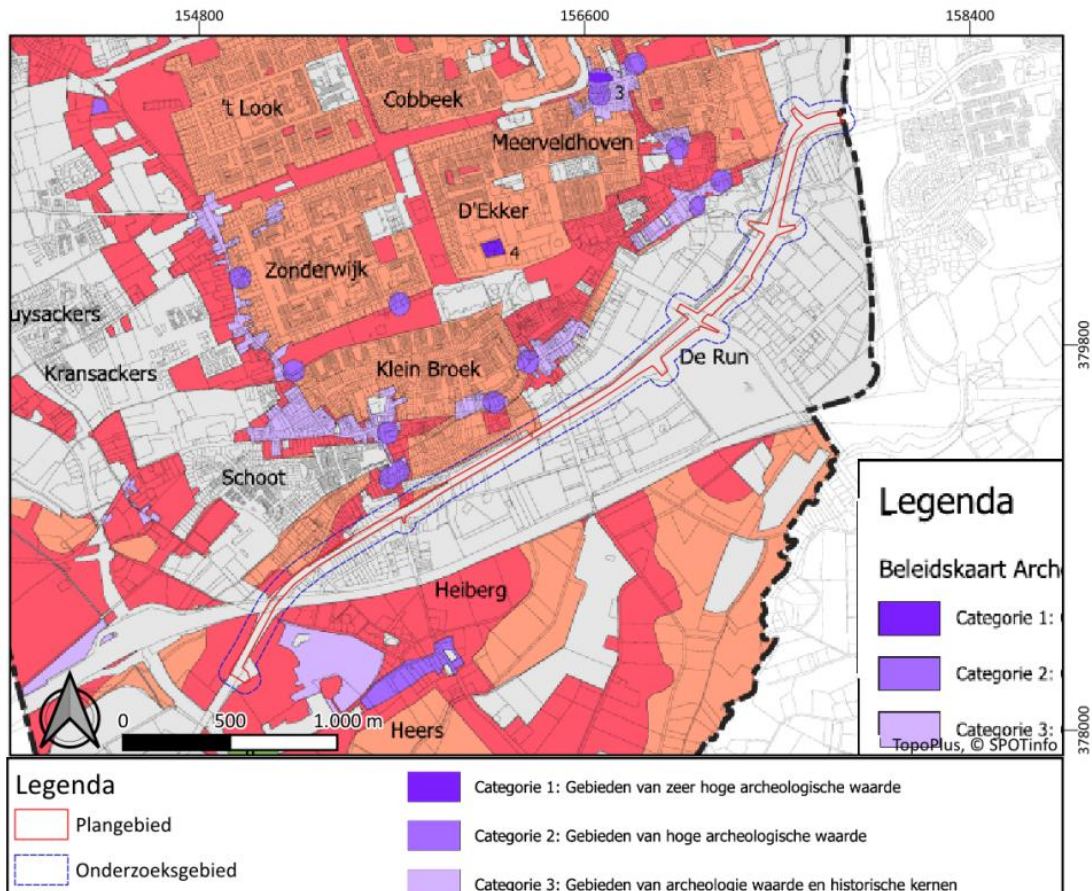 154800
156600
158400
't Look
Cobbeek
3
Meerveldhoven
D'Ekker
4
Zonderwijk
uysackers
Kransackers
Klein Broek
De Run
379800
Schoot
Heiberg
Heers
0 500 1.000 m
378000
Legenda
Beleidskaart Arch
Categorie 1:
Categorie 2:
Categorie 3:
TopoPlus, © SPOTinfo
Legenda
Plangebied
Onderzoeksgebied
Categorie 1: Gebieden van zeer hoge archeologische waarde
Categorie 2: Gebieden van hoge archeologische waarde
Categorie 3: Gebieden van archeologie waarde en historische kernen